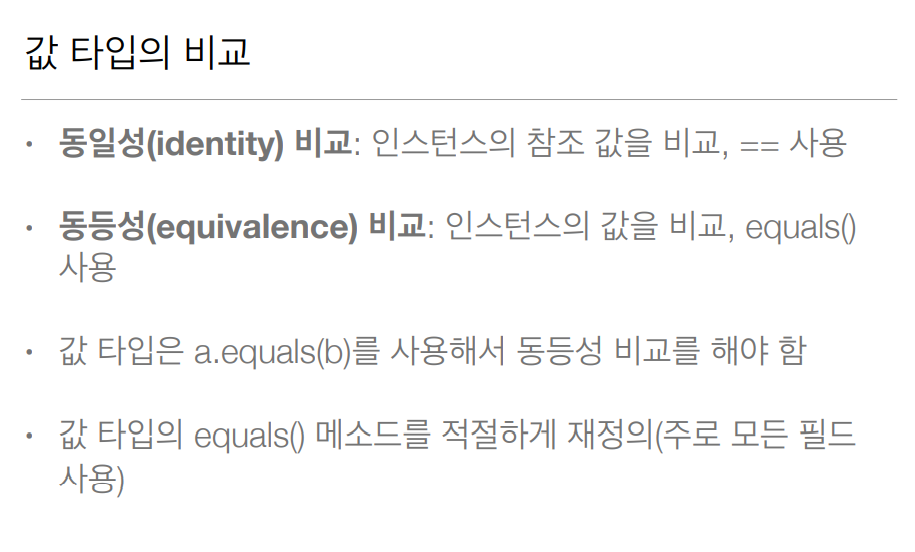 값 타입의 비교
• 동일성(identity) 비교: 인스턴스의 참조 값을 비교, == 사용
• 동등성(equivalence) 비교: 인스턴스의 값을 비교, equals()
사용
• 값 타입은 a.equals(b)를 사용해서 동등성 비교를 해야 함
• 값 타입의 equals() 메소드를 적절하게 재정의(주로 모든 필드
사용)